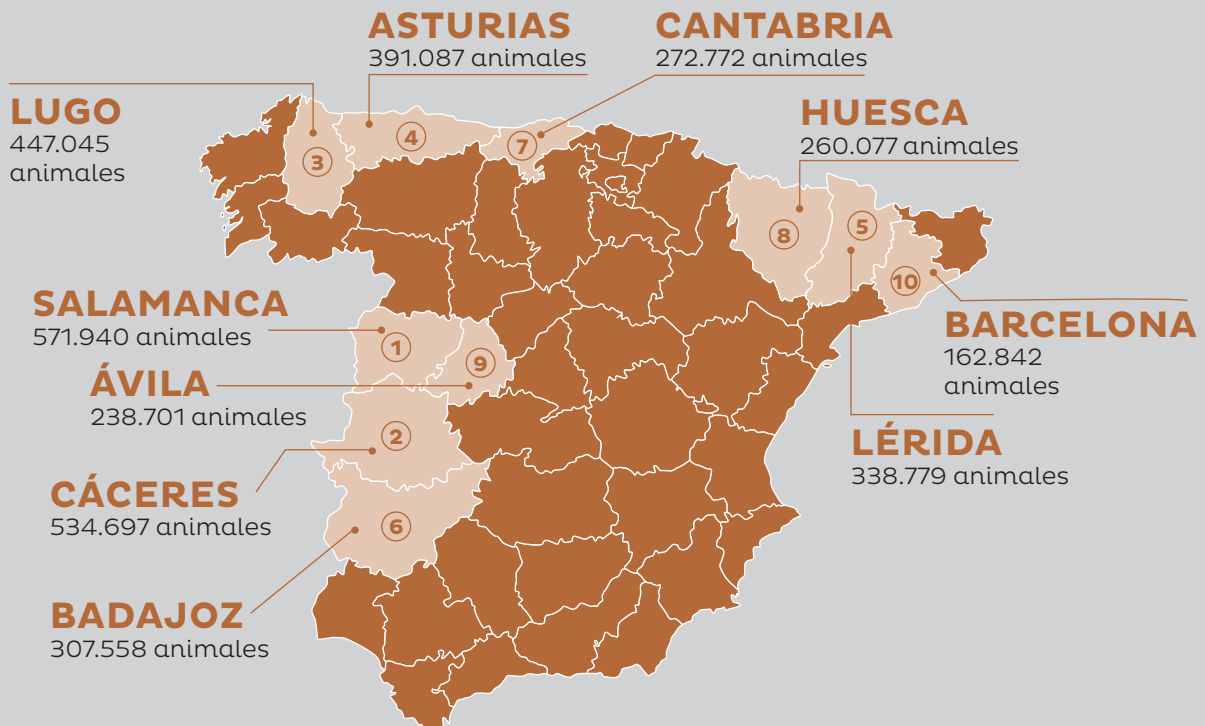 ASTURIAS
391.087 animales
CANTABRIA
272.772 animales
LUGO
447.045
animales
HUESCA
260.077 animales
3
4
7
8
5
10
SALAMANCA
571.940 animales
1
BARCELONA
162.842
animales
9
ÁVILA
238.701 animales
2
LÉRIDA
338.779 animales
CÁCERES
534.697 animales
6
BADAJOZ
307.558 animales